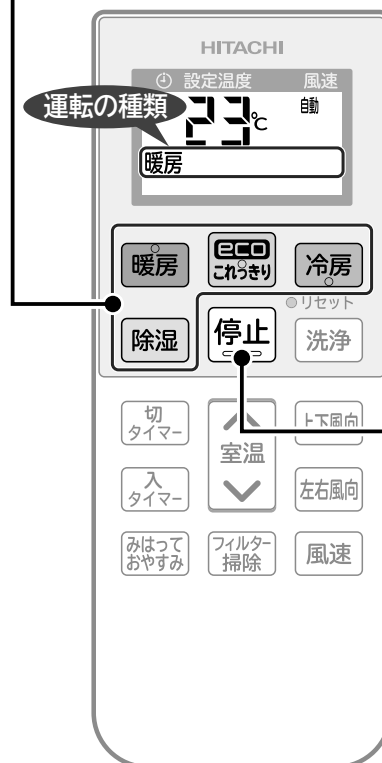 HITACHI
設定温度 風速
運転の種類
23℃ 自動
暖房
暖房
eco
これっきり
冷房
リセット
除湿
停止
洗浄
切
タイマー
室温
上下風向
入
タイマー
左右風向
みはって
おやすみ
フィルター
掃除
風速